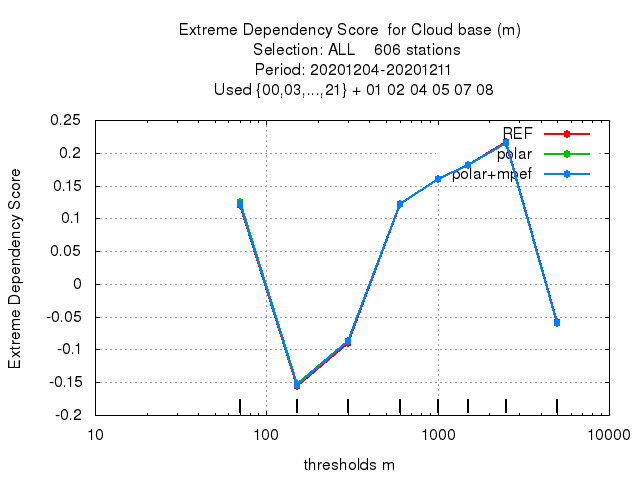 Extreme Dependency Score  for Cloud base (m)
Selection: ALL    606 stations
Period: 20201204-20201211
Used {00,03,...,21} + 01 02 04 05 07 08
REF
polar
polar+mpef
Extreme Dependency Score
0.25
0.2
0.15
0.1
0.05
0
-0.05
-0.1
-0.15
-0.2
10
100
1000
10000
thresholds m